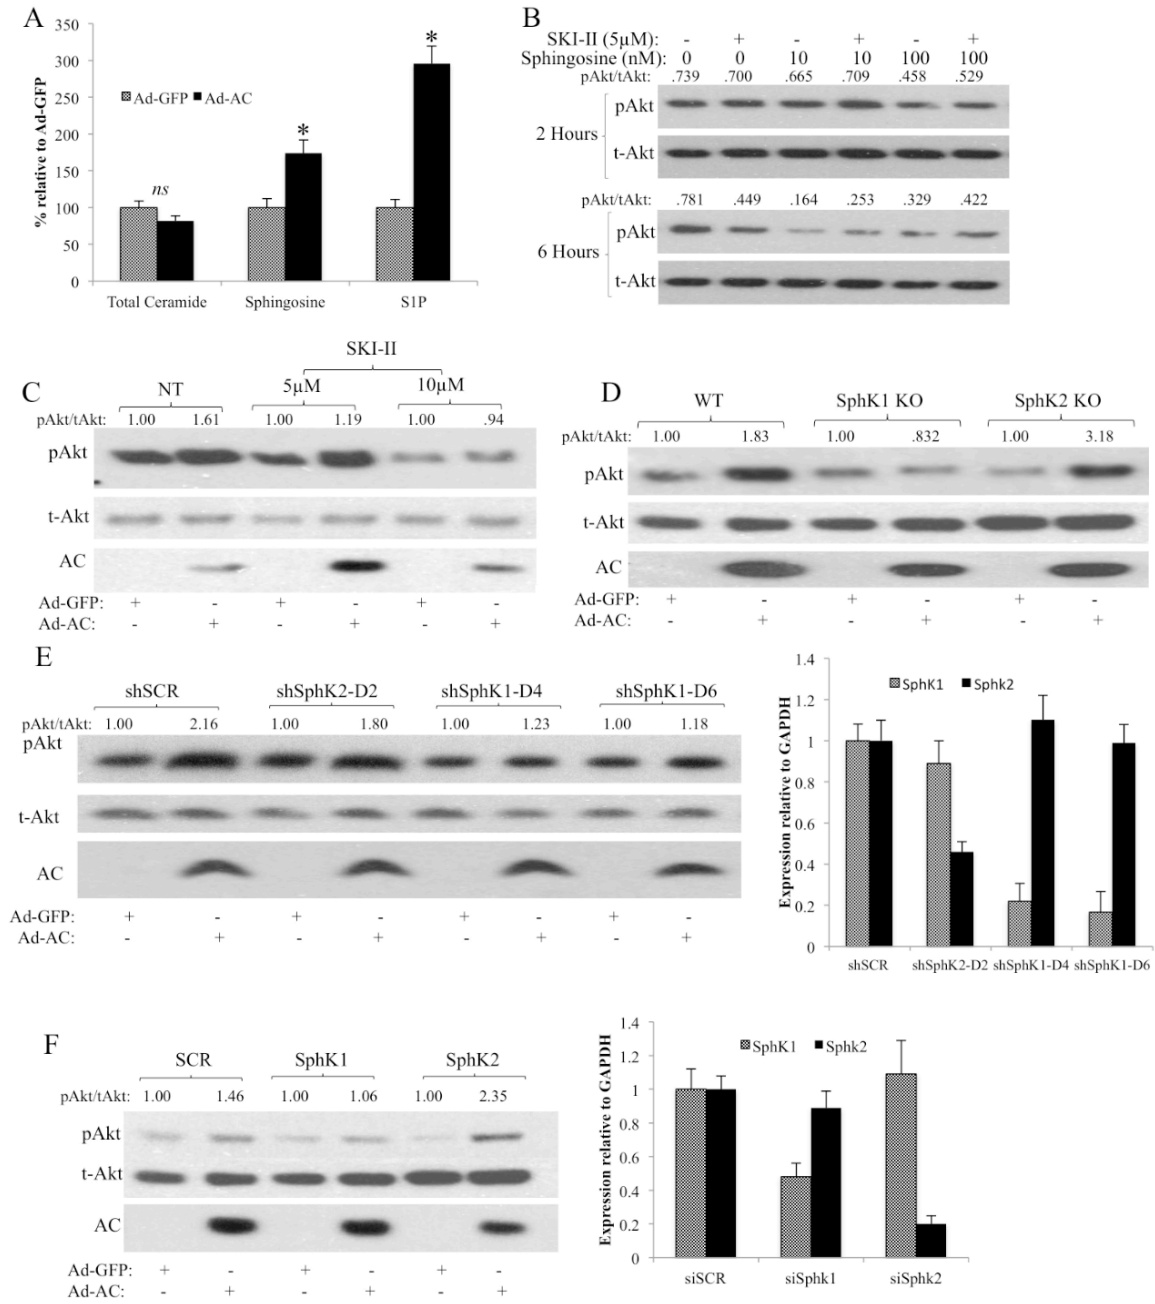 A
350
300
250
200
150
100
50
0
% relative to Ad-GFP
Ad-GFP Ad-AC
ns
*
*
Total Ceramide Sphingosine S1P
B
SKI-II (5µM): - + - + - +
Sphingosine (nM): 0 0 10 10 100 100
pAkt/tAkt: .739 .700 .665 .709 .458 .529
2 Hours
pAkt
t-Akt
pAkt/tAkt: .781 .449 .164 .253 .329 .422
6 Hours
pAkt
t-Akt
C
SKI-II
NT 5µM 10µM
pAkt/tAkt: 1.00 1.61 1.00 1.19 1.00 .94
pAkt
t-Akt
AC
Ad-GFP: + - + - + -
Ad-AC: - + - + - +
D
WT SphK1 KO SphK2 KO
pAkt/tAkt: 1.00 1.83 1.00 .832 1.00 3.18
pAkt
t-Akt
AC
Ad-GFP: + - + - + -
Ad-AC: - + - + - +
E
shSCR shSphK2-D2 shSphK1-D4 shSphK1-D6
pAkt/tAkt: 1.00 2.16 1.00 1.80 1.00 1.23 1.00 1.18
pAkt
t-Akt
AC
Ad-GFP: + - + - + - + -
Ad-AC: - + - + - + - +
1.4
1.2
1
0.8
0.6
0.4
0.2
0
Expression relative to GAPDH
SphK1 Sphk2
shSCR shSphK2-D2 shSphK1-D4 shSphK1-D6
F
SCR SphK1 SphK2
pAkt/tAkt: 1.00 1.46 1.00 1.06 1.00 2.35
pAkt
t-Akt
AC
Ad-GFP: + - + - + -
Ad-AC: - + - + - +
1.4
1.2
1
0.8
0.6
0.4
0.2
0
Expression relative to GAPDH
SphK1 Sphk2
siSCR siSphk1 siSphk2